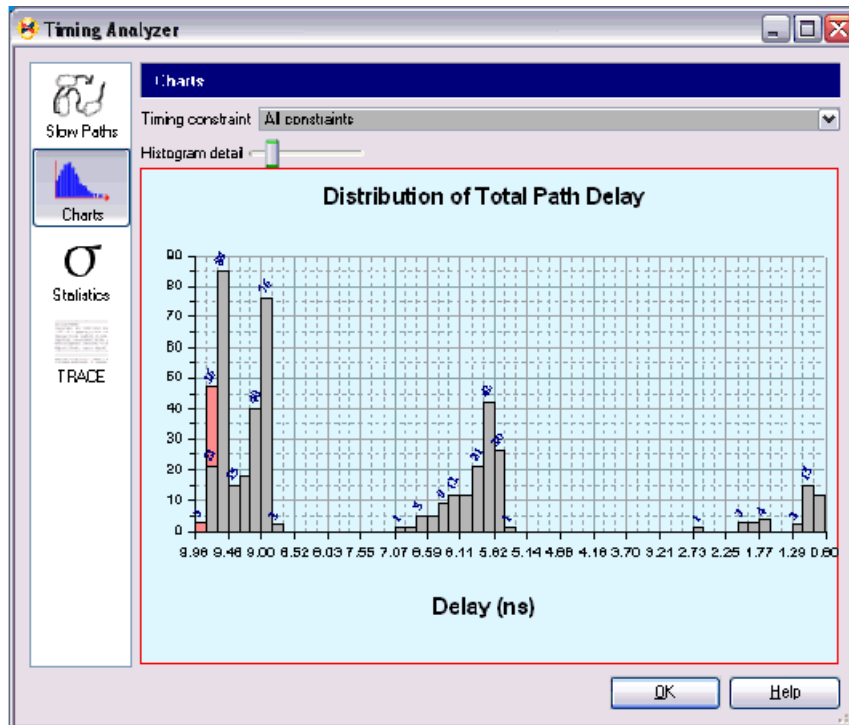 Timing Analyzer
Charts
Slow Paths
Timing constraint All constraints
Histogram detail
Charts
Statistics
TRACE
Distribution of Total Path Delay
90
80
70
60
50
40
30
20
10
0
9.96 9.46 9.00 8.52 8.03 7.55 7.07 6.59 6.11 5.62 5.14 4.66 4.18 3.70 3.21 2.73 2.25 1.77 1.29 0.80
Delay (ns)
OK Help